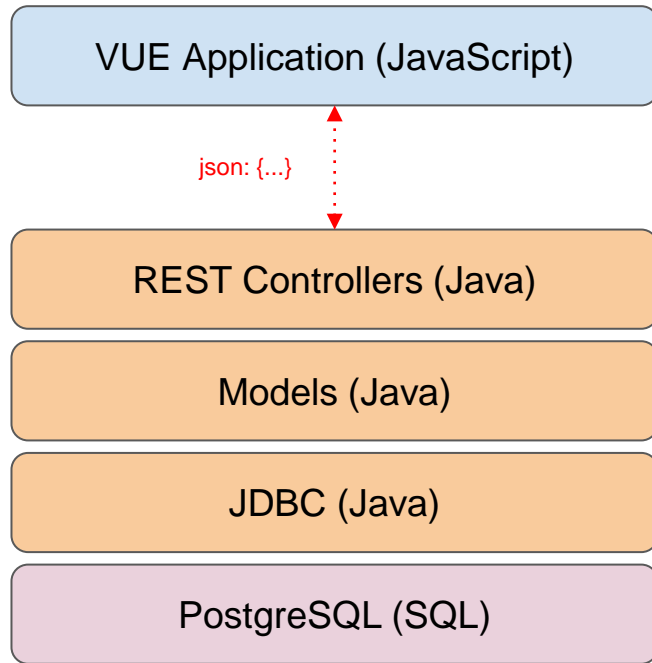 VUE Application (JavaScript)
json: {...}
REST Controllers (Java)
Models (Java)
JDBC (Java)
PostgreSQL (SQL)